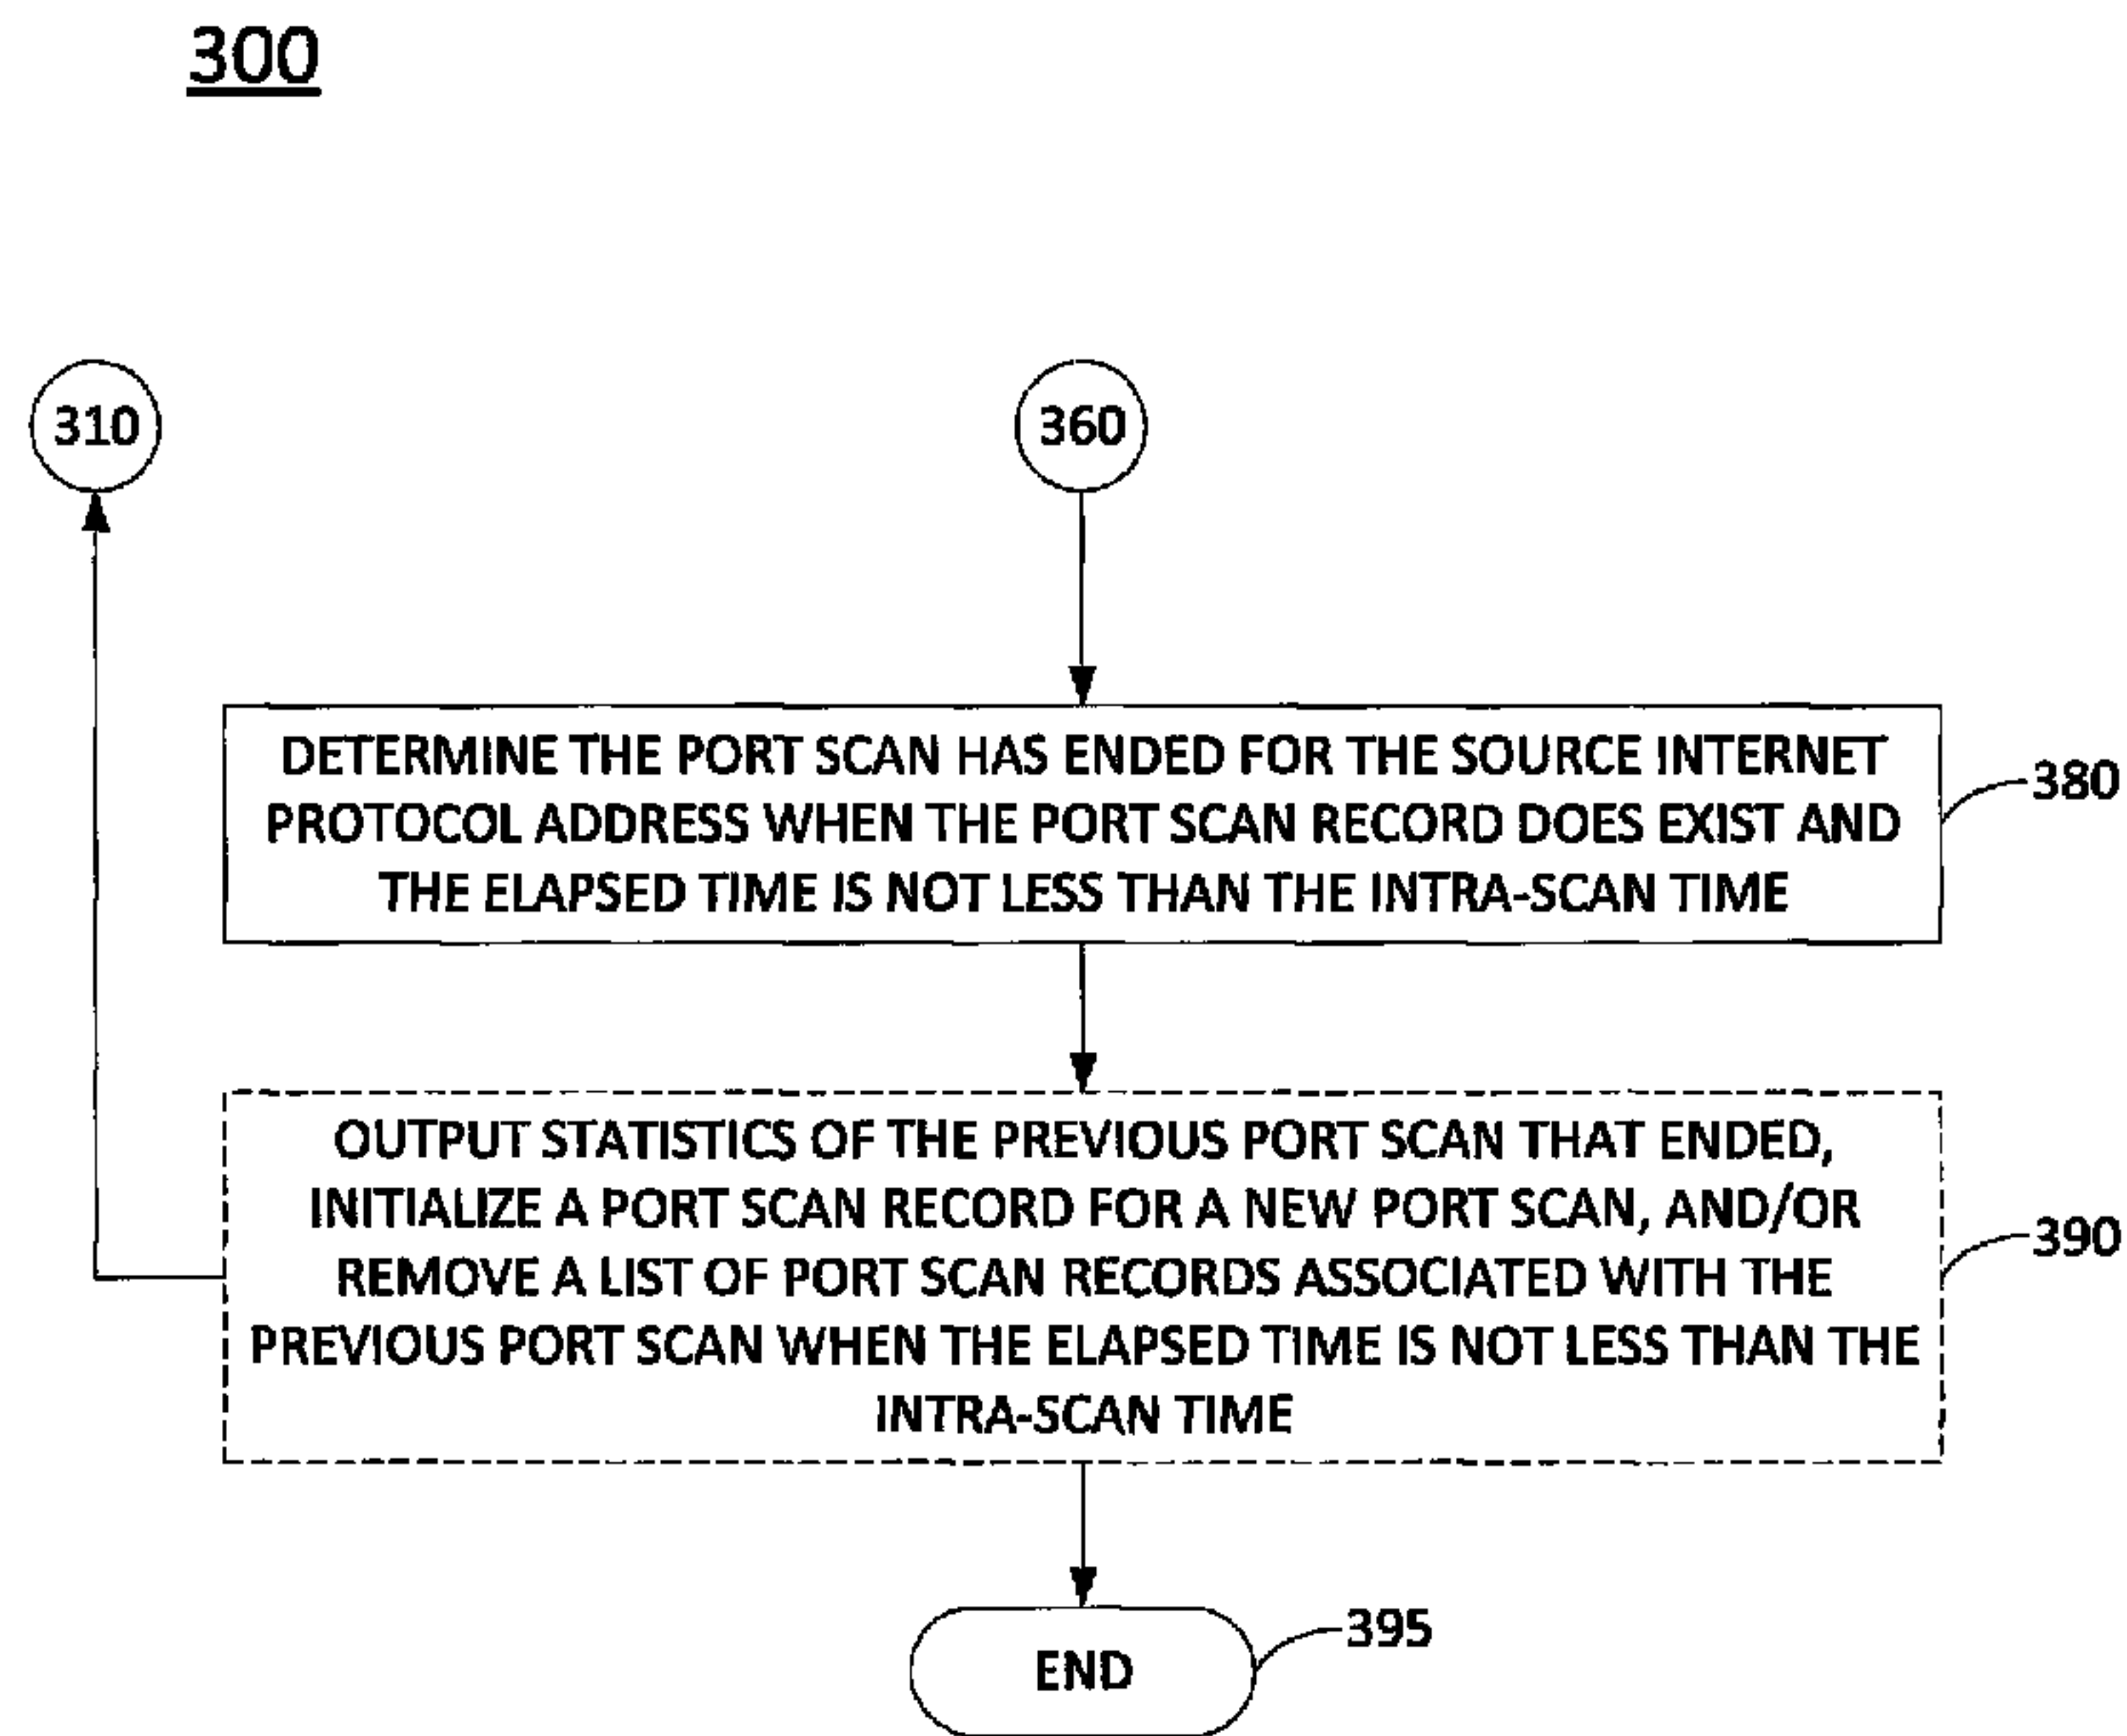 300
310
360
DETERMINE THE PORT SCAN HAS ENDED FOR THE SOURCE INTERNET
PROTOCOL ADDRESS WHEN THE PORT SCAN RECORD DOES EXIST AND
THE ELAPSED TIME IS NOT LESS THAN THE INTRA-SCAN TIME
380
OUTPUT STATISTICS OF THE PREVIOUS PORT SCAN THAT ENDED,
INITIALIZE A PORT SCAN RECORD FOR A NEW PORT SCAN, AND/OR
REMOVE A LIST OF PORT SCAN RECORDS ASSOCIATED WITH THE
PREVIOUS PORT SCAN WHEN THE ELAPSED TIME IS NOT LESS THAN THE
INTRA-SCAN TIME
390
END
395